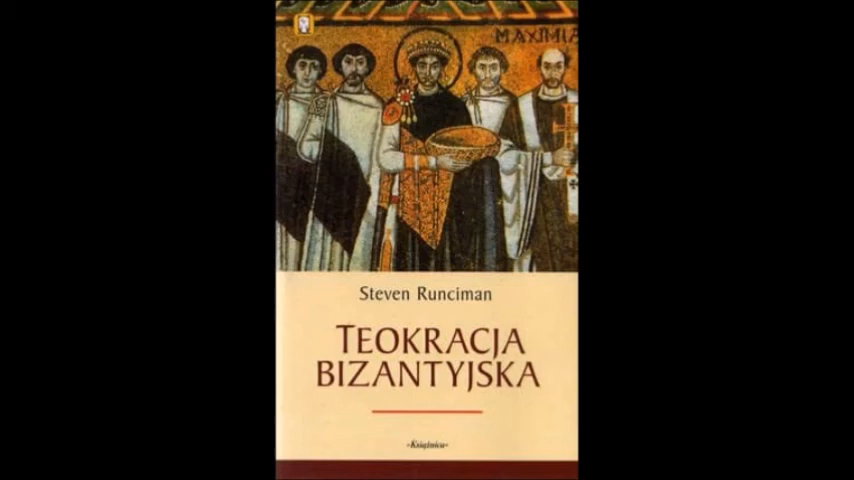 MAXIMIA
Steven Runciman
TEOKRACJA
BIZANTYJSKA
«Książnica»